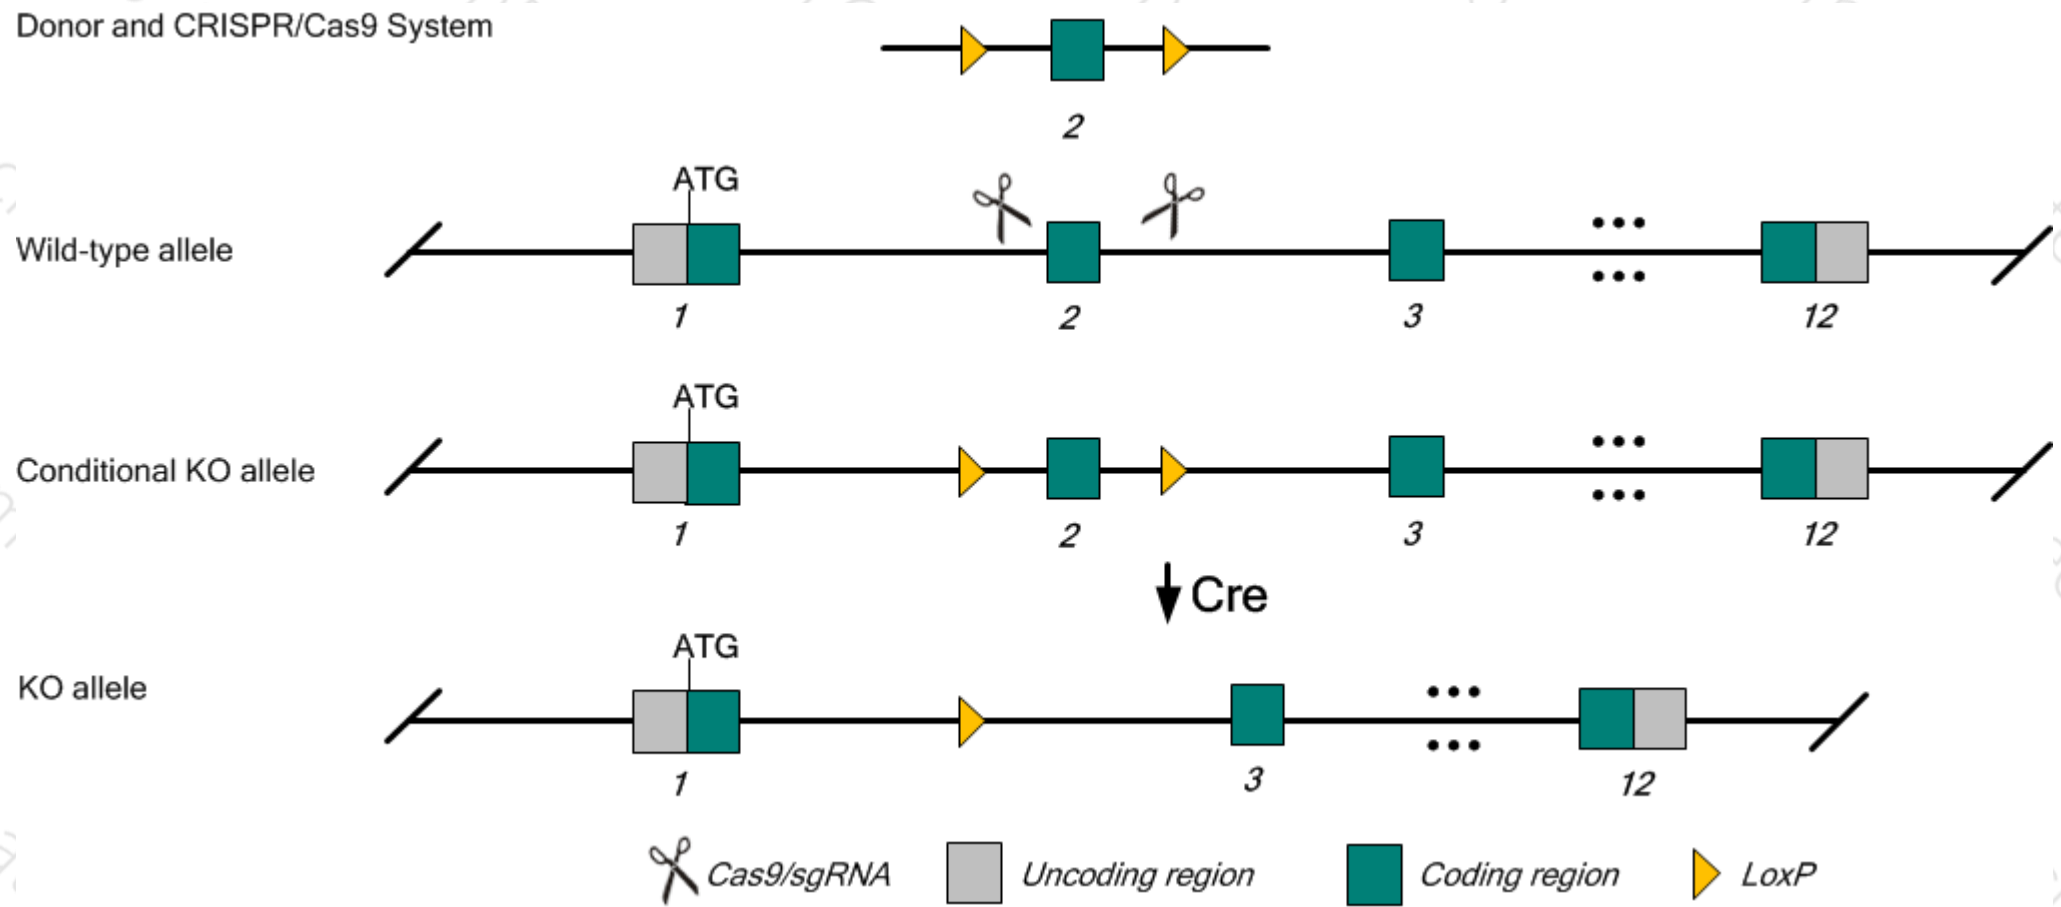 Donor and CRISPR/Cas9 System
2
ATG
Wild-type allele
1 2 3 12
ATG
Conditional KO allele
1 2 3 12
Cre
ATG
KO allele
1 3 12
Cas9/sgRNA Uncoding region Coding region LoxP